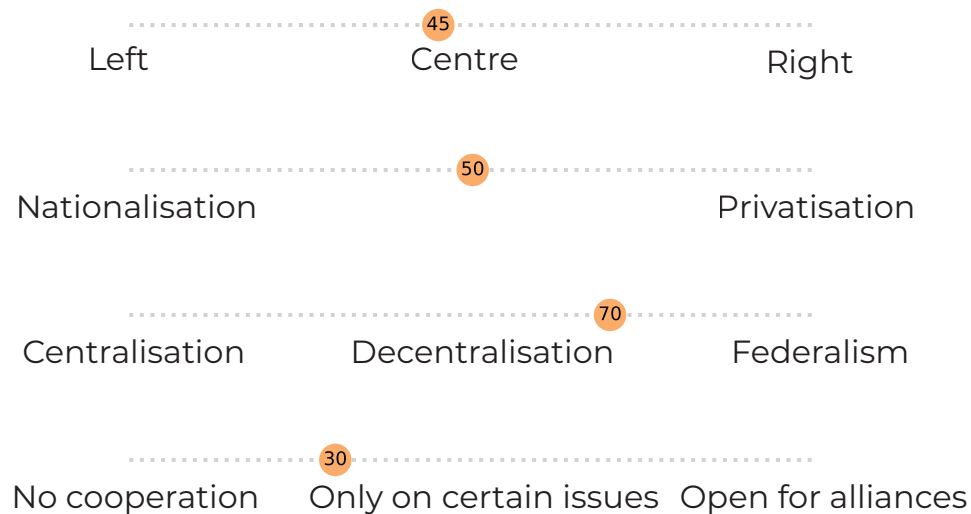 45
Left Centre Right
50
Nationalisation Privatisation
70
Centralisation Decentralisation Federalism
30
No cooperation Only on certain issues Open for alliances